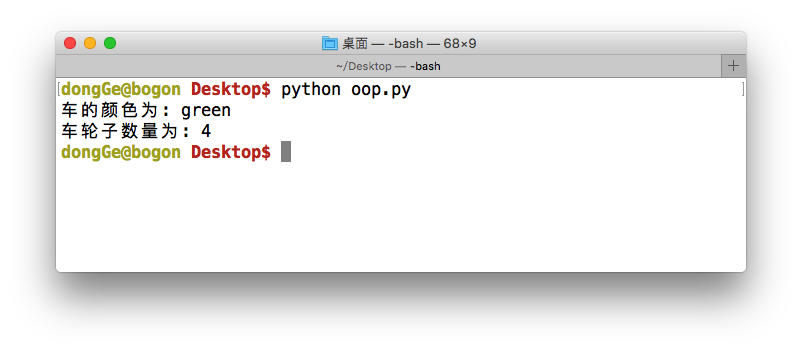 桌面 — -bash — 68×9
~/Desktop — -bash
dongGe@bogon Desktop$ python oop.py
车的颜色为: green
车轮子数量为: 4
dongGe@bogon Desktop$